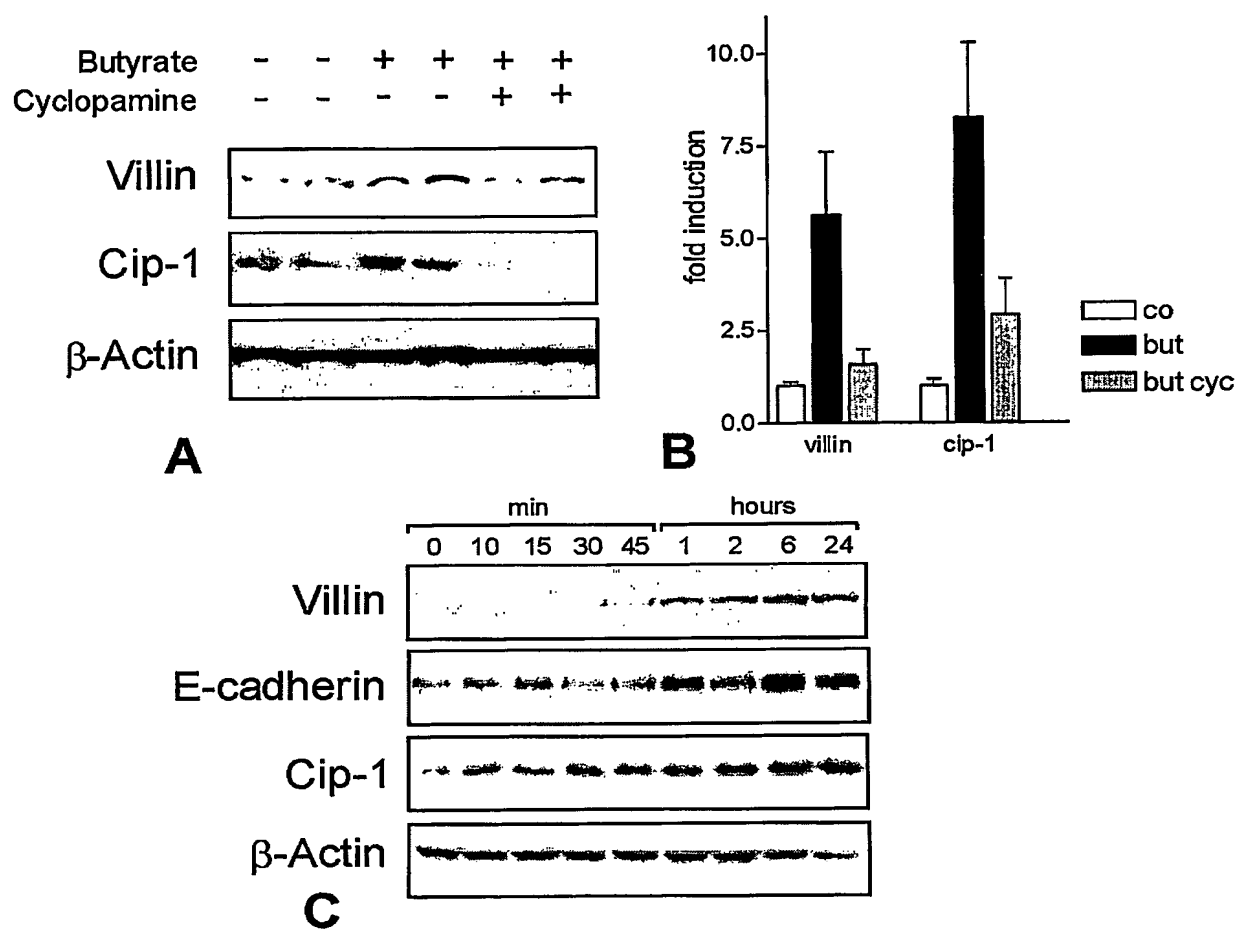 Butyrate - - + + + +
Cyclopamine - - - - + +
Villin
Cip-1
β-Actin
A
fold induction
10.0
7.5
5.0
2.5
0.0
villin cip-1
co
but
but cyc
B
min hours
0 10 15 30 45 1 2 6 24
Villin
E-cadherin
Cip-1
β-Actin
C